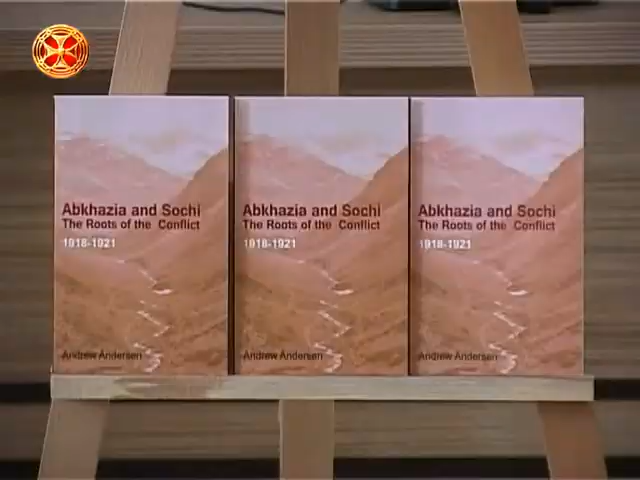 Abkhazia and Sochi
The Roots of the Conflict
1918-1921
Andrew Andersen
Abkhazia and Sochi
The Roots of the Conflict
1918-1921
Andrew Andersen
Abkhazia and Sochi
The Roots of the Conflict
1918-1921
Andrew Andersen